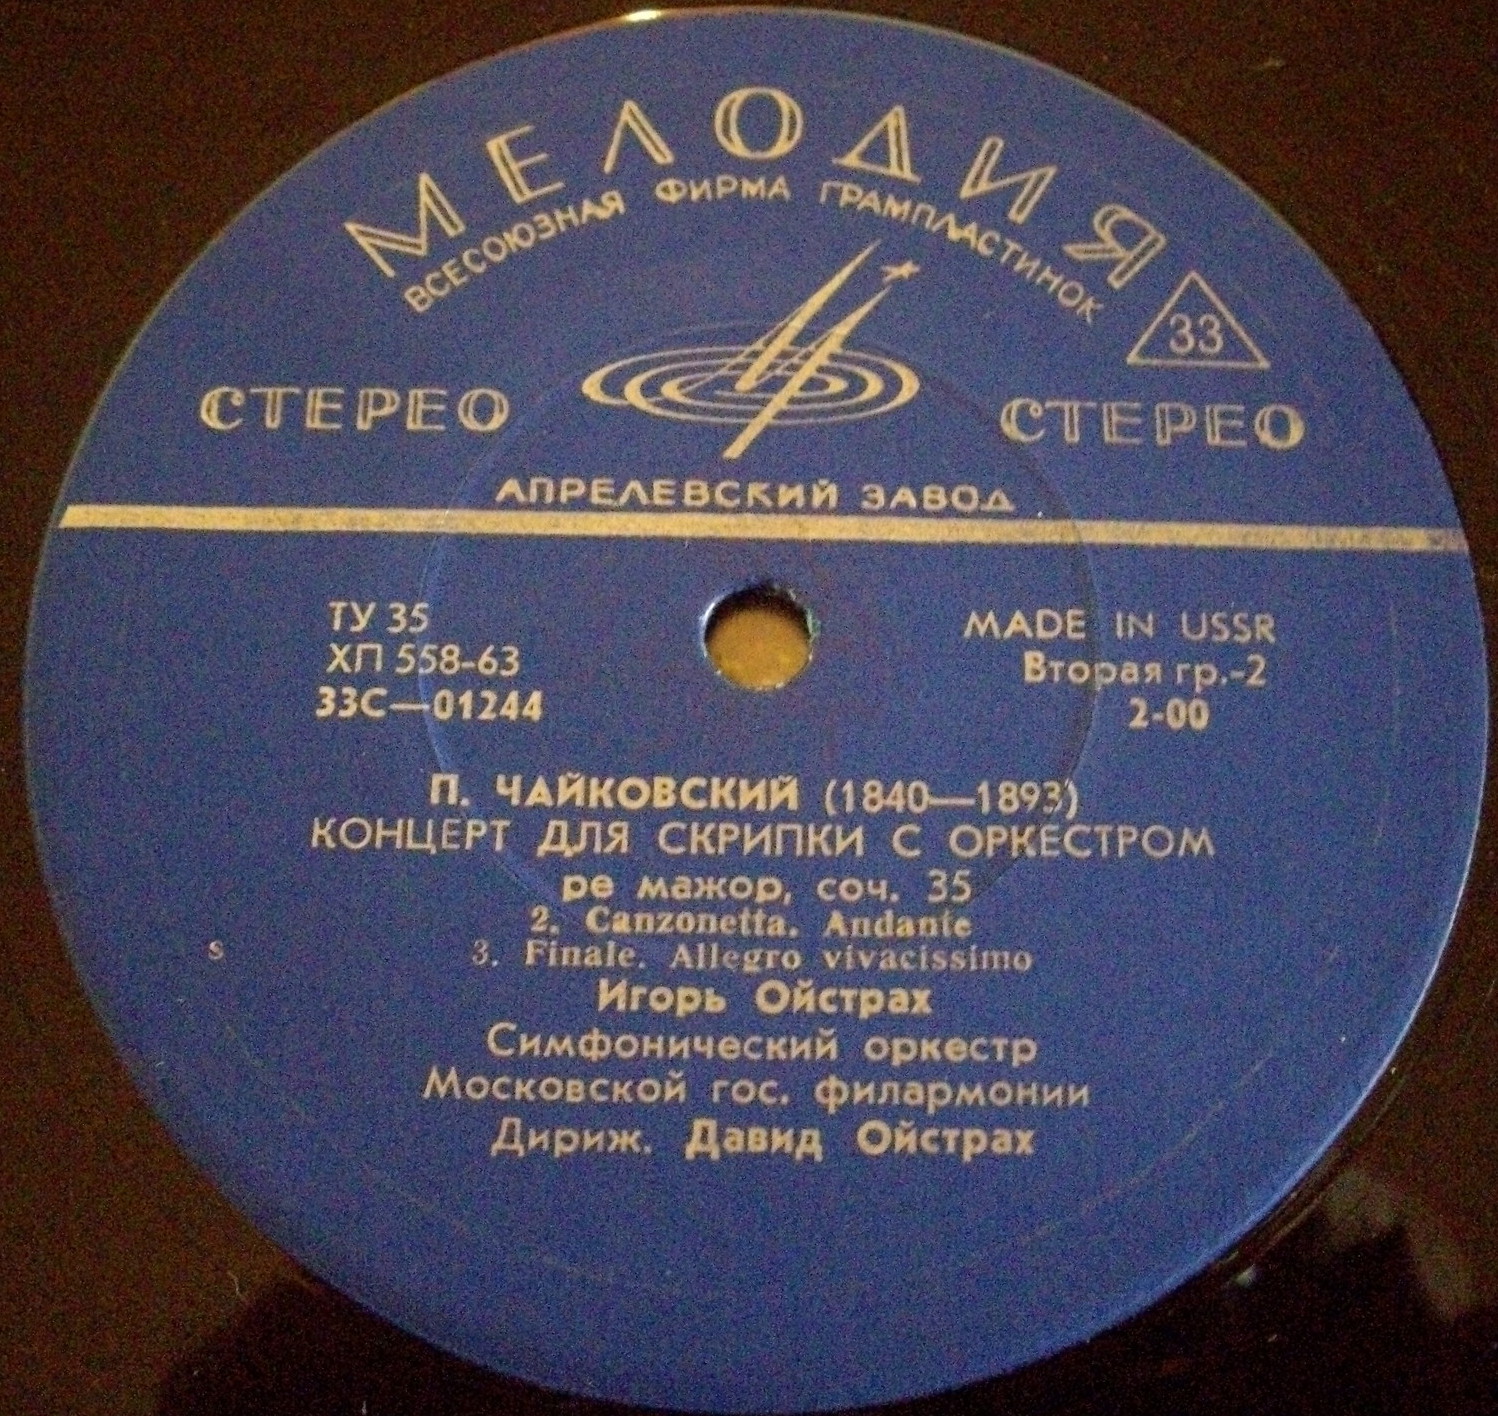 МЕЛОДИЯ
ВСЕСОЮЗНАЯ ФИРМА ГРАМПЛАСТИНОК
33
СТЕРЕО СТЕРЕО
АПРЕЛЕВСКИЙ ЗАВОД
ТУ 35
ХП 558-63
33С—01244
MADE IN USSR
Вторая гр.-2
2-00
П. ЧАЙКОВСКИЙ (1840—1893)
КОНЦЕРТ ДЛЯ СКРИПКИ С ОРКЕСТРОМ
ре мажор, соч. 35
2. Canzonetta. Andante
s
3. Finale. Allegro vivacissimo
Игорь Ойстрах
Симфонический оркестр
Московской гос. филармонии
Дириж. Давид Ойстрах